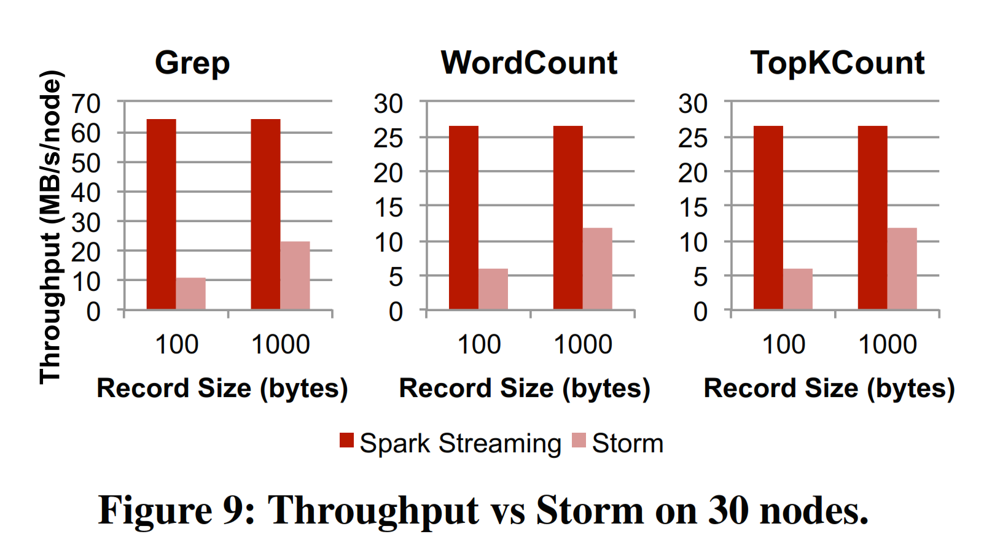 Grep
WordCount
TopKCount
Throughput (MB/s/node)
70
60
50
40
30
20
10
0
100 1000
Record Size (bytes)
30
25
20
15
10
5
0
100 1000
Record Size (bytes)
30
25
20
15
10
5
0
100 1000
Record Size (bytes)
Spark Streaming Storm
Figure 9: Throughput vs Storm on 30 nodes.